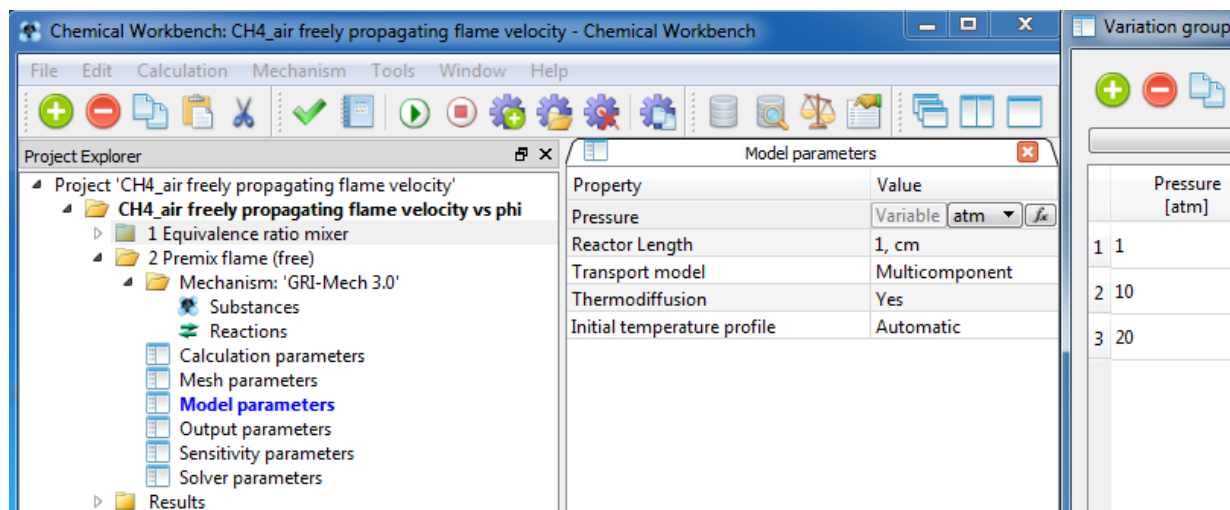 Chemical Workbench: CH4_air freely propagating flame velocity - Chemical Workbench
File Edit Calculation Mechanism Tools Window Help
Project Explorer
Project 'CH4_air freely propagating flame velocity'
CH4_air freely propagating flame velocity vs phi
1 Equivalence ratio mixer
2 Premix flame (free)
Mechanism: 'GRI-Mech 3.0'
Substances
Reactions
Calculation parameters
Mesh parameters
Model parameters
Output parameters
Sensitivity parameters
Solver parameters
Results
Model parameters
Property Value
Pressure Variable atm fx
Reactor Length 1, cm
Transport model Multicomponent
Thermodiffusion Yes
Initial temperature profile Automatic
Variation group
Pressure
[atm]
1 1
2 10
3 20